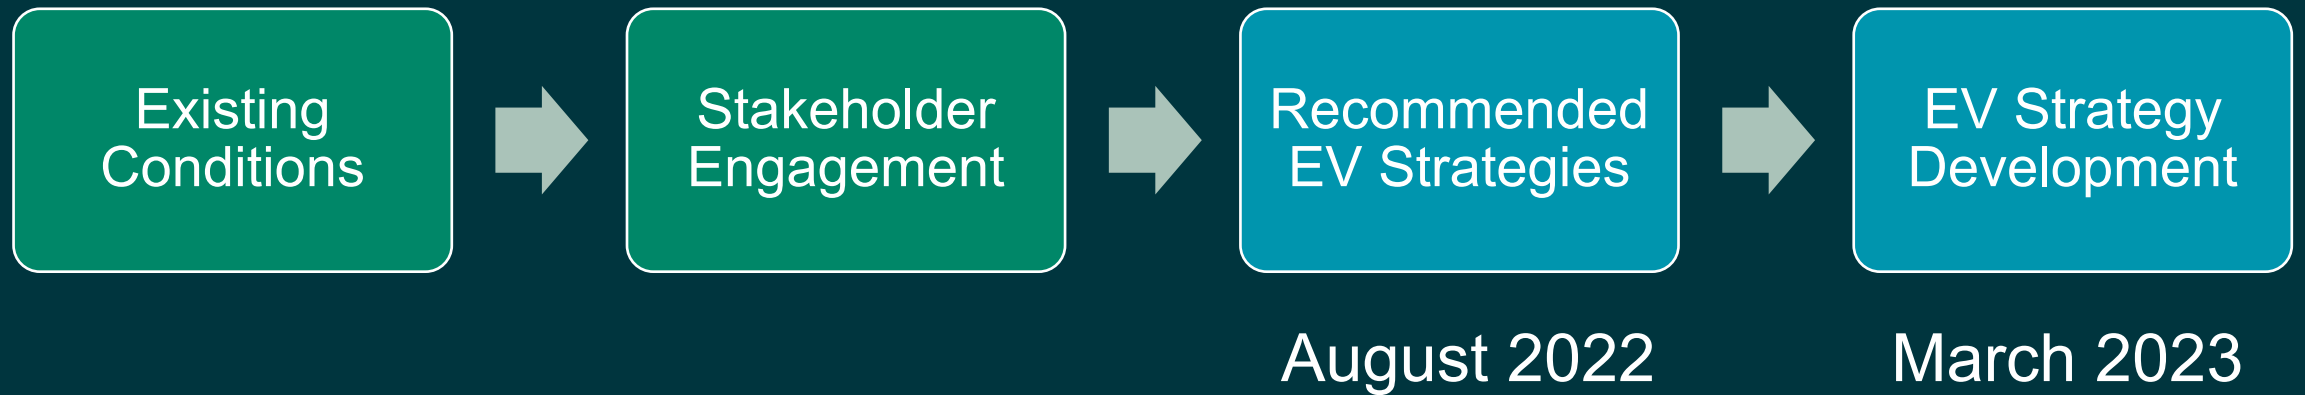 Existing
Conditions
Stakeholder
Engagement
Recommended
EV Strategies
EV Strategy
Development
August 2022
March 2023